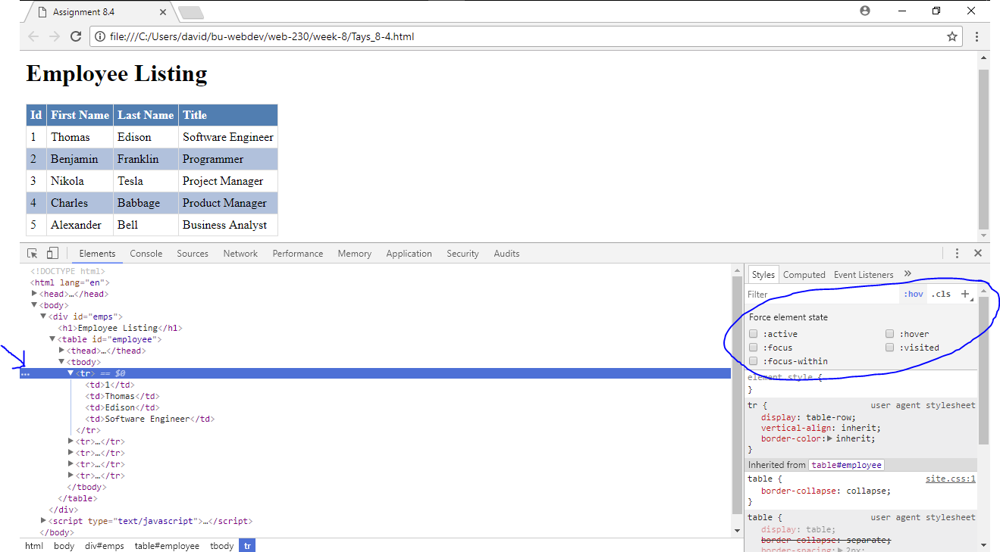 Assignment 8.4
file:///C:/Users/david/bu-webdev/web-230/week-8/Tays_8-4.html
Employee Listing
Id First Name Last Name Title
1 Thomas Edison Software Engineer
2 Benjamin Franklin Programmer
3 Nikola Tesla Project Manager
4 Charles Babbage Product Manager
5 Alexander Bell Business Analyst
Elements Console Sources Network Performance Memory Application Security Audits
<!DOCTYPE html>
<html lang="en">
<head>…</head>
<body>
<div id="emps">
<h1>Employee Listing</h1>
<table id="employee">
<thead>…</thead>
<tbody>
<tr> == $0
<td>1</td>
<td>Thomas</td>
<td>Edison</td>
<td>Software Engineer</td>
</tr>
<tr>…</tr>
<tr>…</tr>
<tr>…</tr>
<tr>…</tr>
</tbody>
</table>
</div>
<script type="text/javascript">…</script>
</body>
html body div#emps table#employee tbody tr
Styles Computed Event Listeners »
Filter :hov .cls +
Force element state
:active :hover
:focus :visited
:focus-within
element.style {
}
tr { user agent stylesheet
display: table-row;
vertical-align: inherit;
border-color: inherit;
}
Inherited from table#employee
table { site.css:1
border-collapse: collapse;
}
table { user agent stylesheet
display: table;
border-collapse: separate;
border-spacing: 2px;